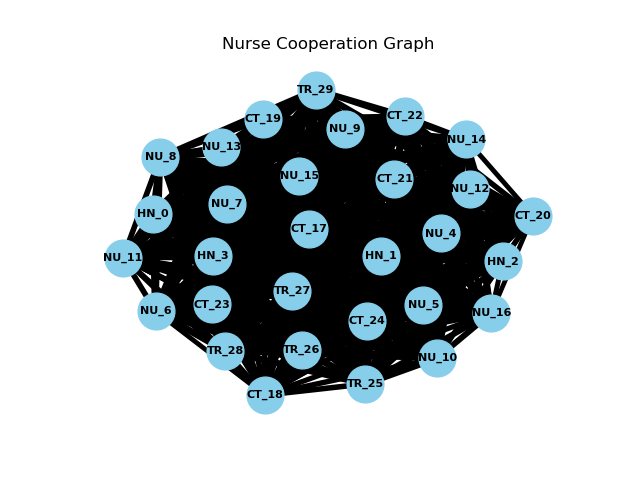 Nurse Cooperation Graph
TR_29
CT_22
CT_19
NU_9
NU_14
NU_13
NU_8
NU_15
CT_21
NU_12
NU_7
HN_0
CT_20
CT_17
NU_4
HN_3
HN_1
NU_11
HN_2
TR_27
CT_23
NU_5
NU_6
NU_16
CT_24
TR_28
TR_26
NU_10
TR_25
CT_18